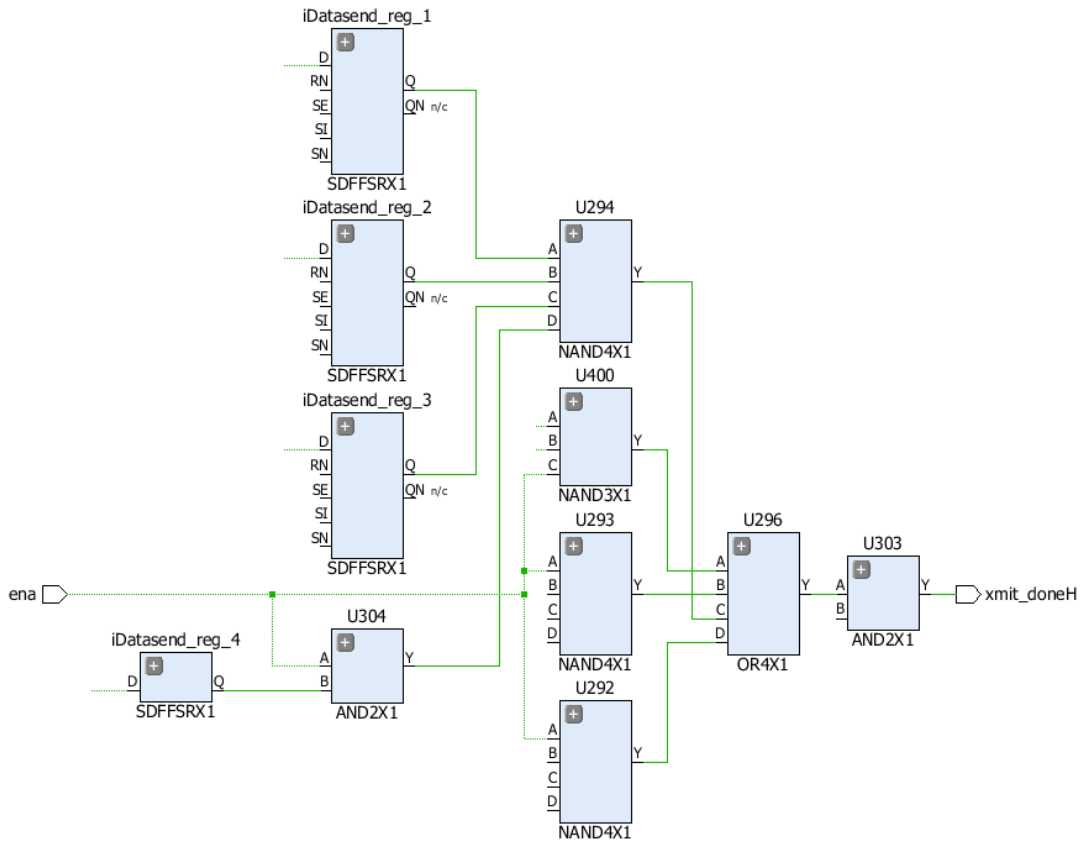 iDatasend_reg_1
D
RN
SE
SI
SN
Q
QN n/c
SDFFSRX1
iDatasend_reg_2
D
RN
SE
SI
SN
Q
QN n/c
SDFFSRX1
iDatasend_reg_3
D
RN
SE
SI
SN
Q
QN n/c
SDFFSRX1
U294
A
B
C
D
Y
NAND4X1
U400
A
B
C
Y
NAND3X1
U293
A
B
C
D
Y
NAND4X1
U292
A
B
C
D
Y
NAND4X1
ena
iDatasend_reg_4
D
Q
SDFFSRX1
U304
A
B
Y
AND2X1
U296
A
B
C
D
Y
OR4X1
U303
A
B
Y
AND2X1
xmit_doneH